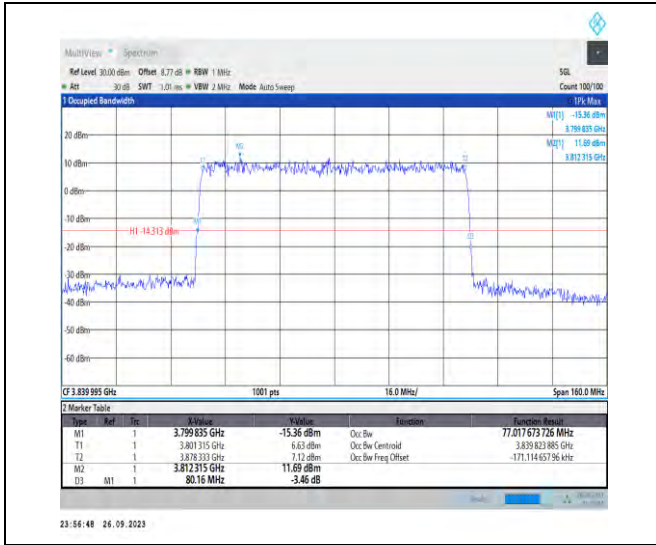 MultiView Spectrum
Ref Level 30.00 dBm Offset 8.77 dB RBW 1 MHz SGL
Att 30 dB SWT 1.01 ms VBW 2 MHz Mode Auto Sweep Count 100/100
1 Occupied Bandwidth 1Pk Max
M1[1] -15.36 dBm
3.799 835 GHz
M2[1] 11.69 dBm
3.812 315 GHz
20 dBm
M2
T1
T2
10 dBm
0 dBm
-10 dBm
M1
H1 -14.313 dBm
D3
-20 dBm
-30 dBm
-40 dBm
-50 dBm
-60 dBm
CF 3.839 995 GHz 1001 pts 16.0 MHz/ Span 160.0 MHz
2 Marker Table
Type Ref Trc X-Value Y-Value Function Function Result
M1 1 3.799 835 GHz -15.36 dBm Occ Bw 77.017 673 726 MHz
T1 1 3.801 315 GHz 6.63 dBm Occ Bw Centroid 3.839 823 885 GHz
T2 1 3.878 333 GHz 7.12 dBm Occ Bw Freq Offset -171.114 657 96 kHz
M2 1 3.812 315 GHz 11.69 dBm
D3 M1 1 80.16 MHz -3.46 dB
23:56:48 26.09.2023